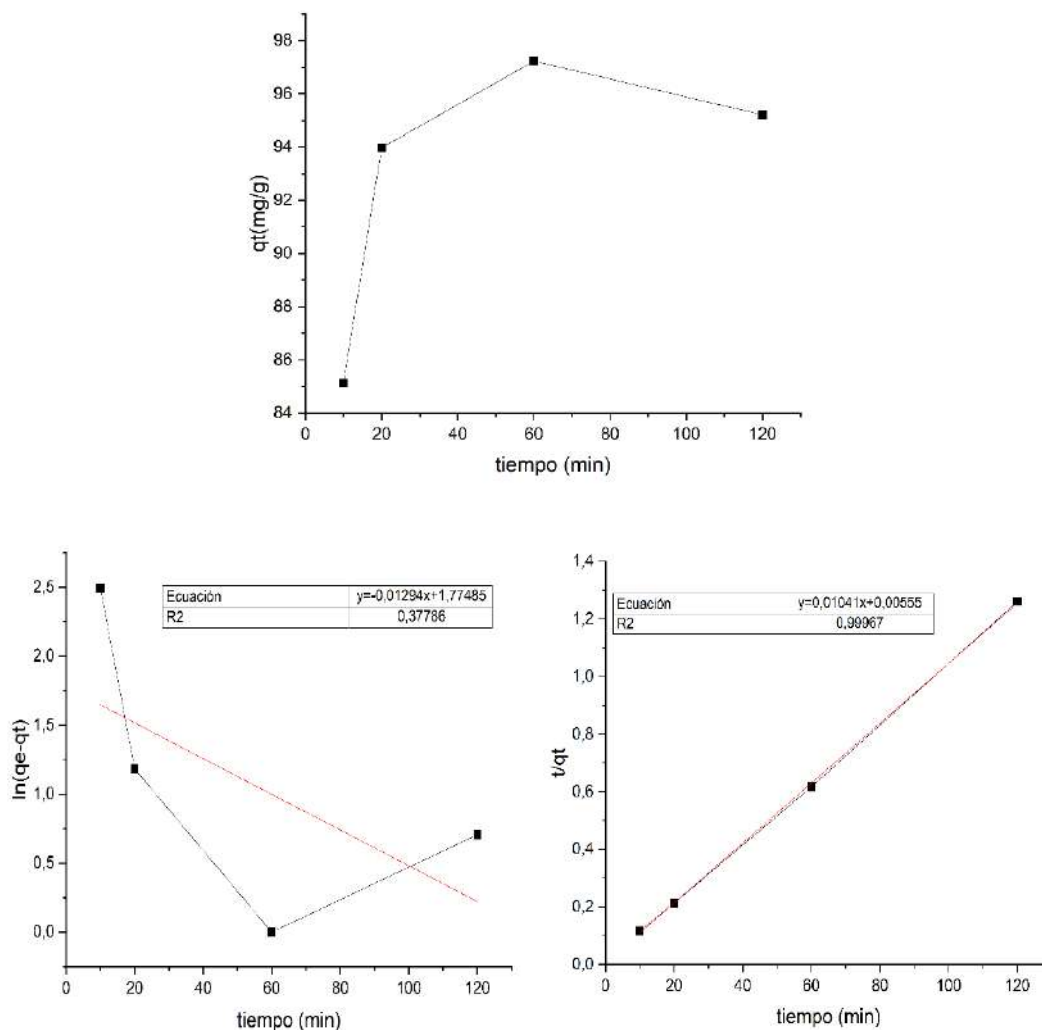 98
96
94
92
90
88
86
84
qt(mg/g)
0 20 40 60 80 100 120
tiempo (min)
2,5
2,0
1,5
1,0
0,5
0,0
ln(qe-qt)
Ecuación y=-0,01294x+1,77485
R2 0,37786
0 20 40 60 80 100 120
tiempo (min)
1,4
1,2
1,0
0,8
0,6
0,4
0,2
0,0
t/qt
Ecuación y=0,01041x+0,00555
R2 0,99967
0 20 40 60 80 100 120
tiempo (min)